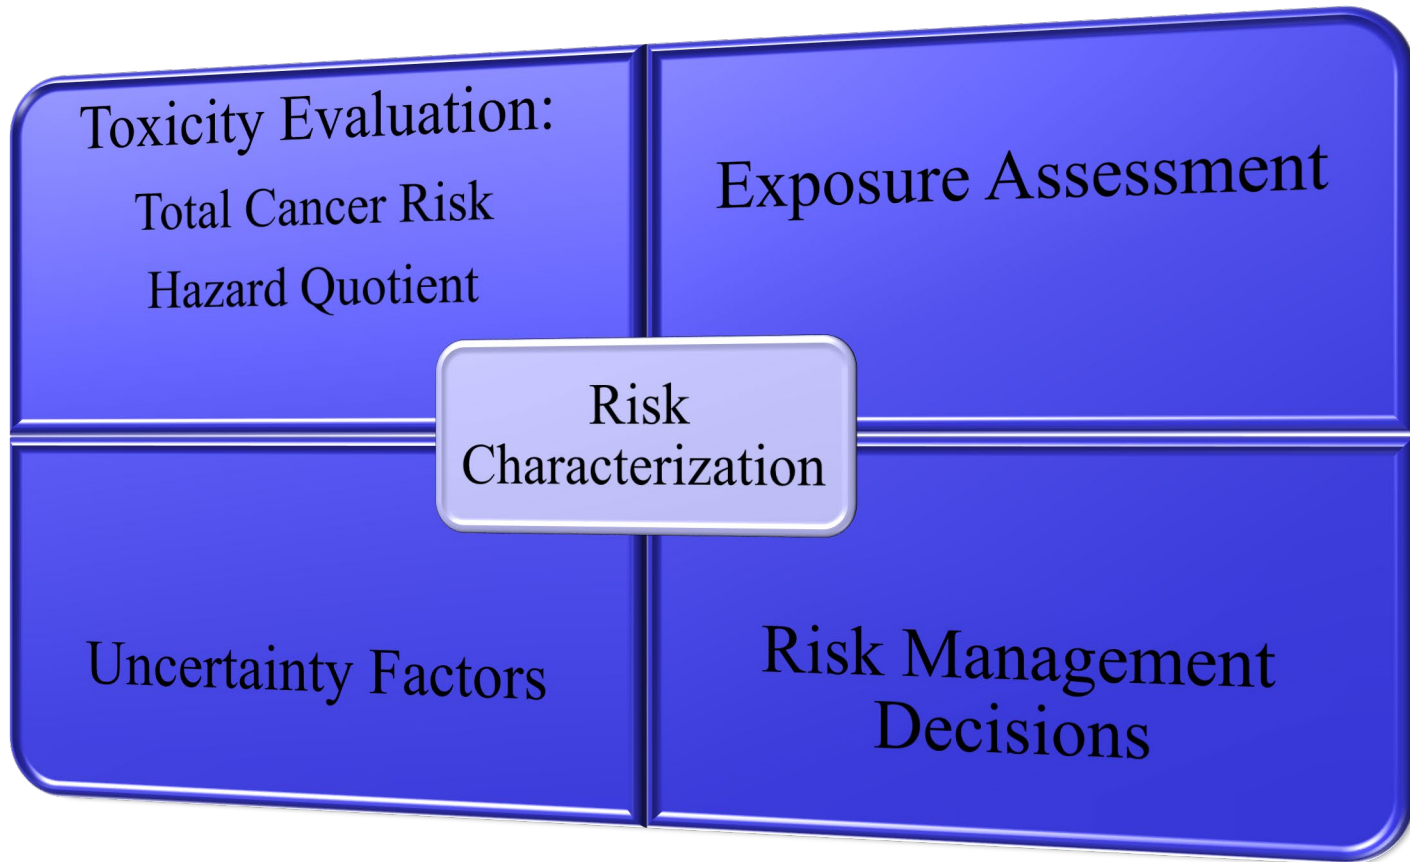 Toxicity Evaluation:
Total Cancer Risk
Hazard Quotient
Exposure Assessment
Risk
Characterization
Uncertainty Factors
Risk Management
Decisions